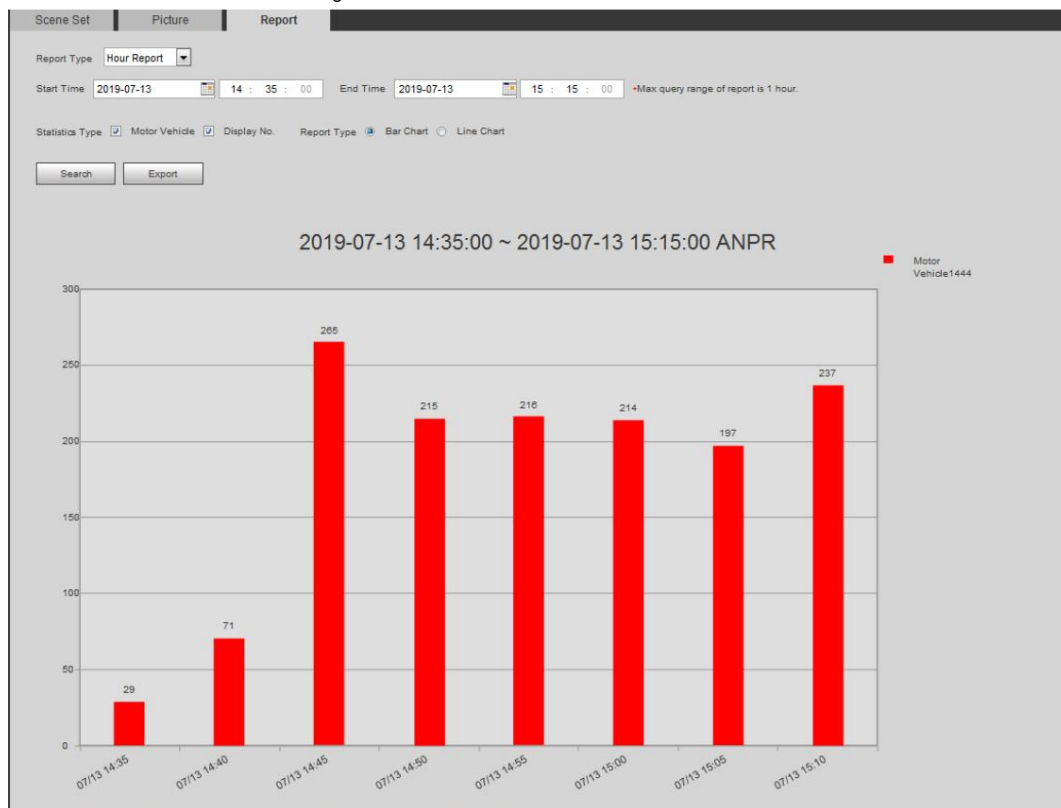 Scene Set Picture Report
Report Type Hour Report
Start Time 2019-07-13 14 : 35 : 00 End Time 2019-07-13 15 : 15 : 00 *Max query range of report is 1 hour.
Statistics Type Motor Vehicle Display No. Report Type Bar Chart Line Chart
Search Export
2019-07-13 14:35:00 ~ 2019-07-13 15:15:00 ANPR
Motor
Vehicle1444
300
265
250
237
215 216 214
197
200
150
100
71
50
29
0
07/13 14:35 07/13 14:40 07/13 14:45 07/13 14:50 07/13 14:55 07/13 15:00 07/13 15:05 07/13 15:10